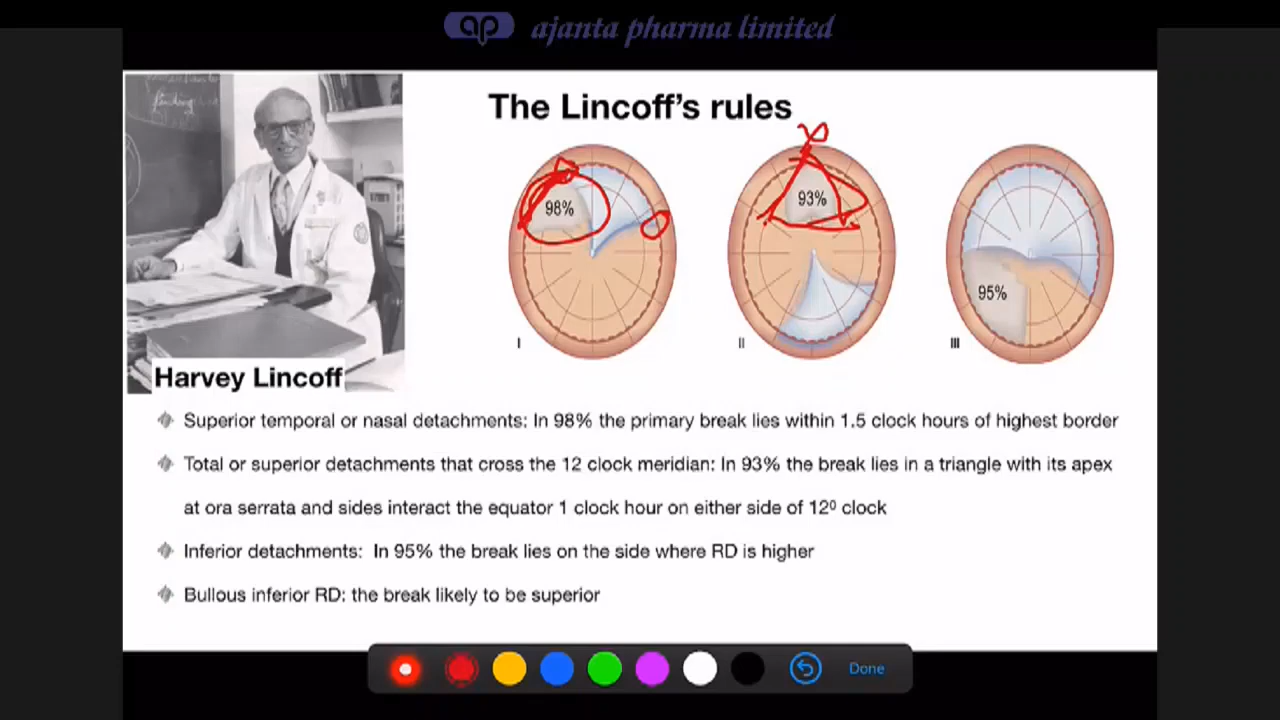 ap ajanta pharma limited
The Lincoff's rules
98%
93%
95%
I
II
III
Harvey Lincoff
Superior temporal or nasal detachments: In 98% the primary break lies within 1.5 clock hours of highest border
Total or superior detachments that cross the 12 clock meridian: In 93% the break lies in a triangle with its apex
at ora serrata and sides interact the equator 1 clock hour on either side of 12⁰ clock
Inferior detachments: In 95% the break lies on the side where RD is higher
Bullous inferior RD: the break likely to be superior
Done